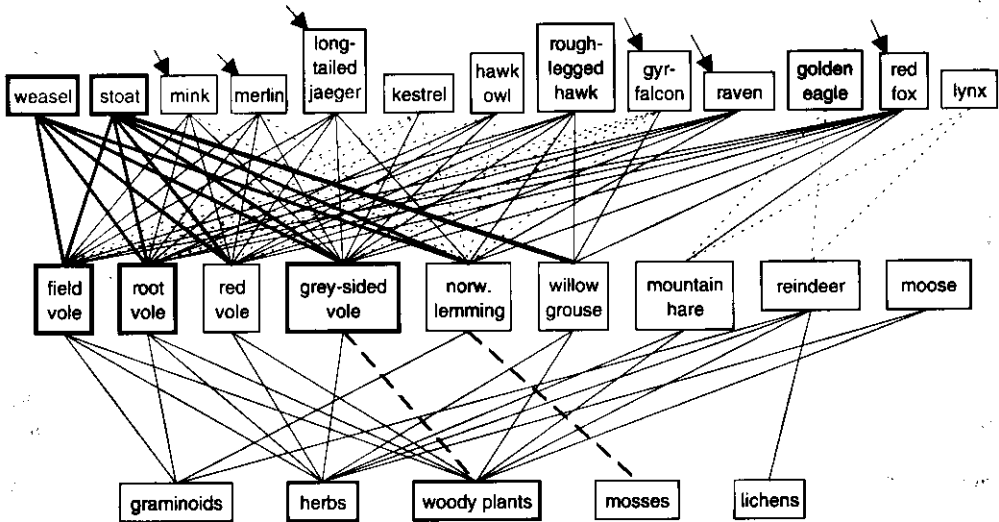 weasel
stoat
mink
merlin
long-
tailed
jaeger
kestrel
hawk
owl
rough-
legged
hawk
gyr-
falcon
raven
golden
eagle
red
fox
lynx
field
vole
root
vole
red
vole
grey-sided
vole
norw.
lemming
willow
grouse
mountain
hare
reindeer
moose
graminoids
herbs
woody plants
mosses
lichens